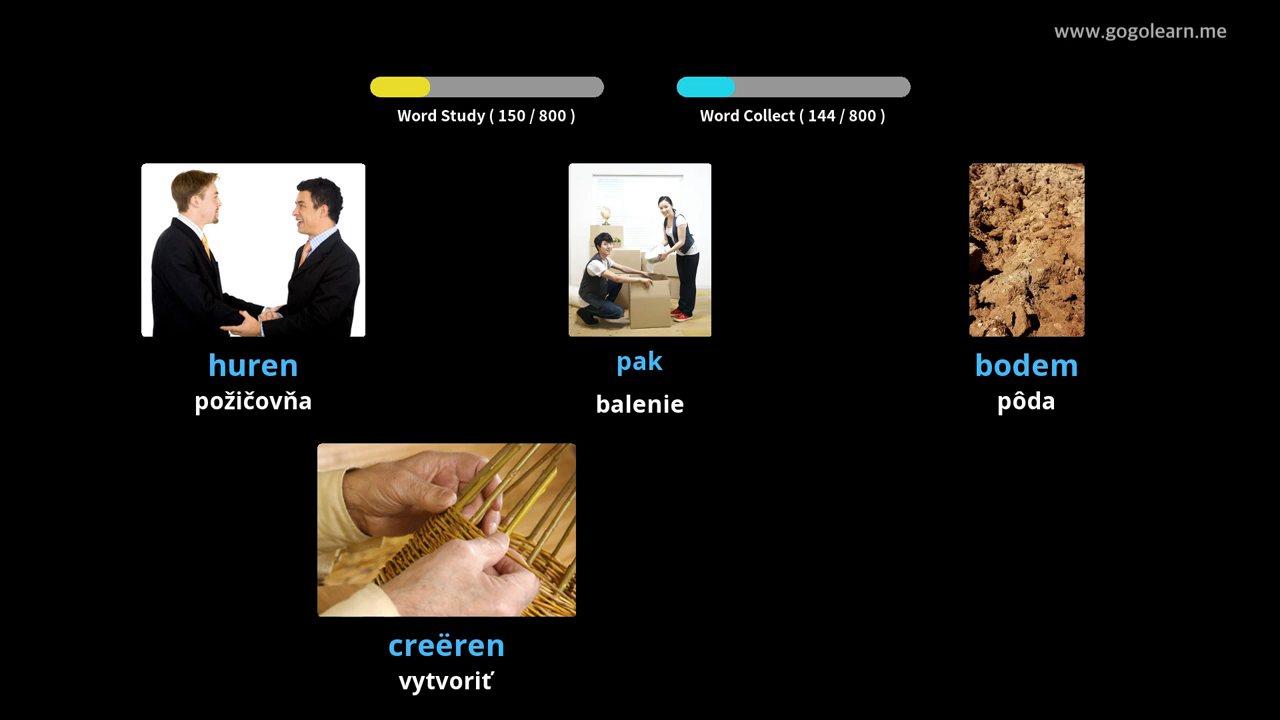 www.gogolearn.me
Word Study ( 150 / 800 )
Word Collect ( 144 / 800 )
huren
požičovňa
pak
balenie
bodem
pôda
creëren
vytvoriť